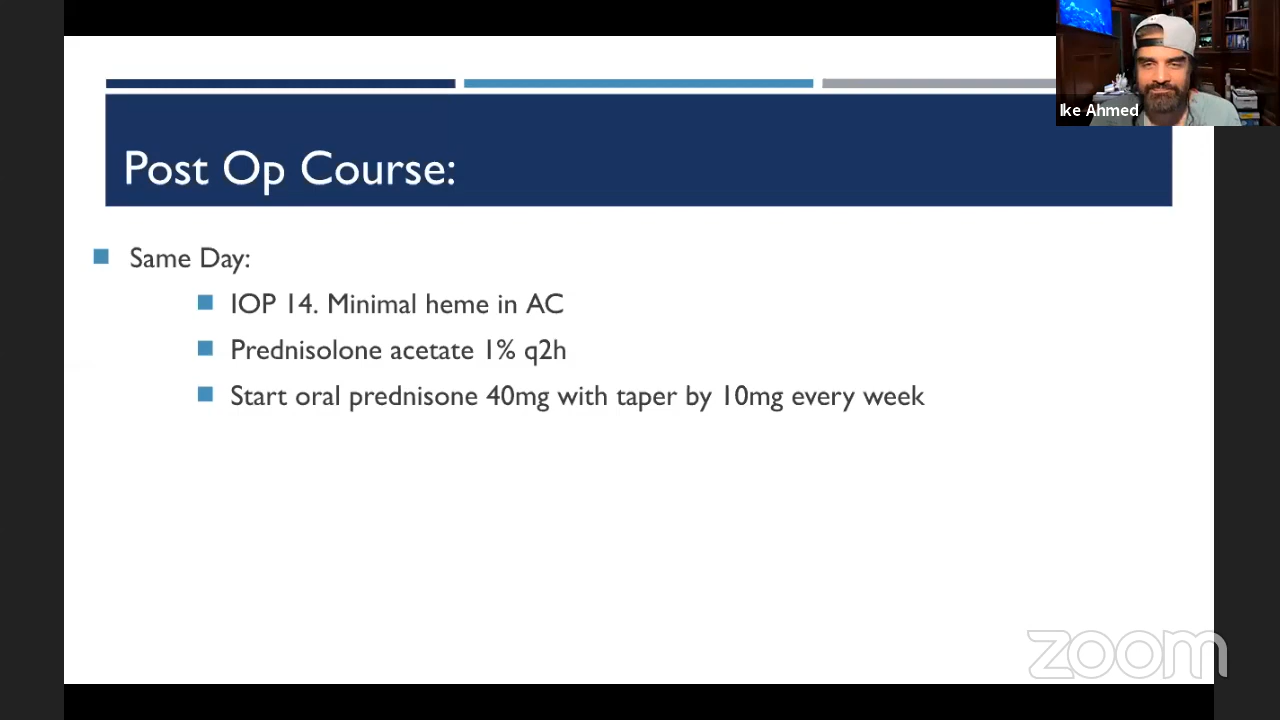 Ike Ahmed
Post Op Course:
Same Day:
IOP 14. Minimal heme in AC
Prednisolone acetate 1% q2h
Start oral prednisone 40mg with taper by 10mg every week
zoom